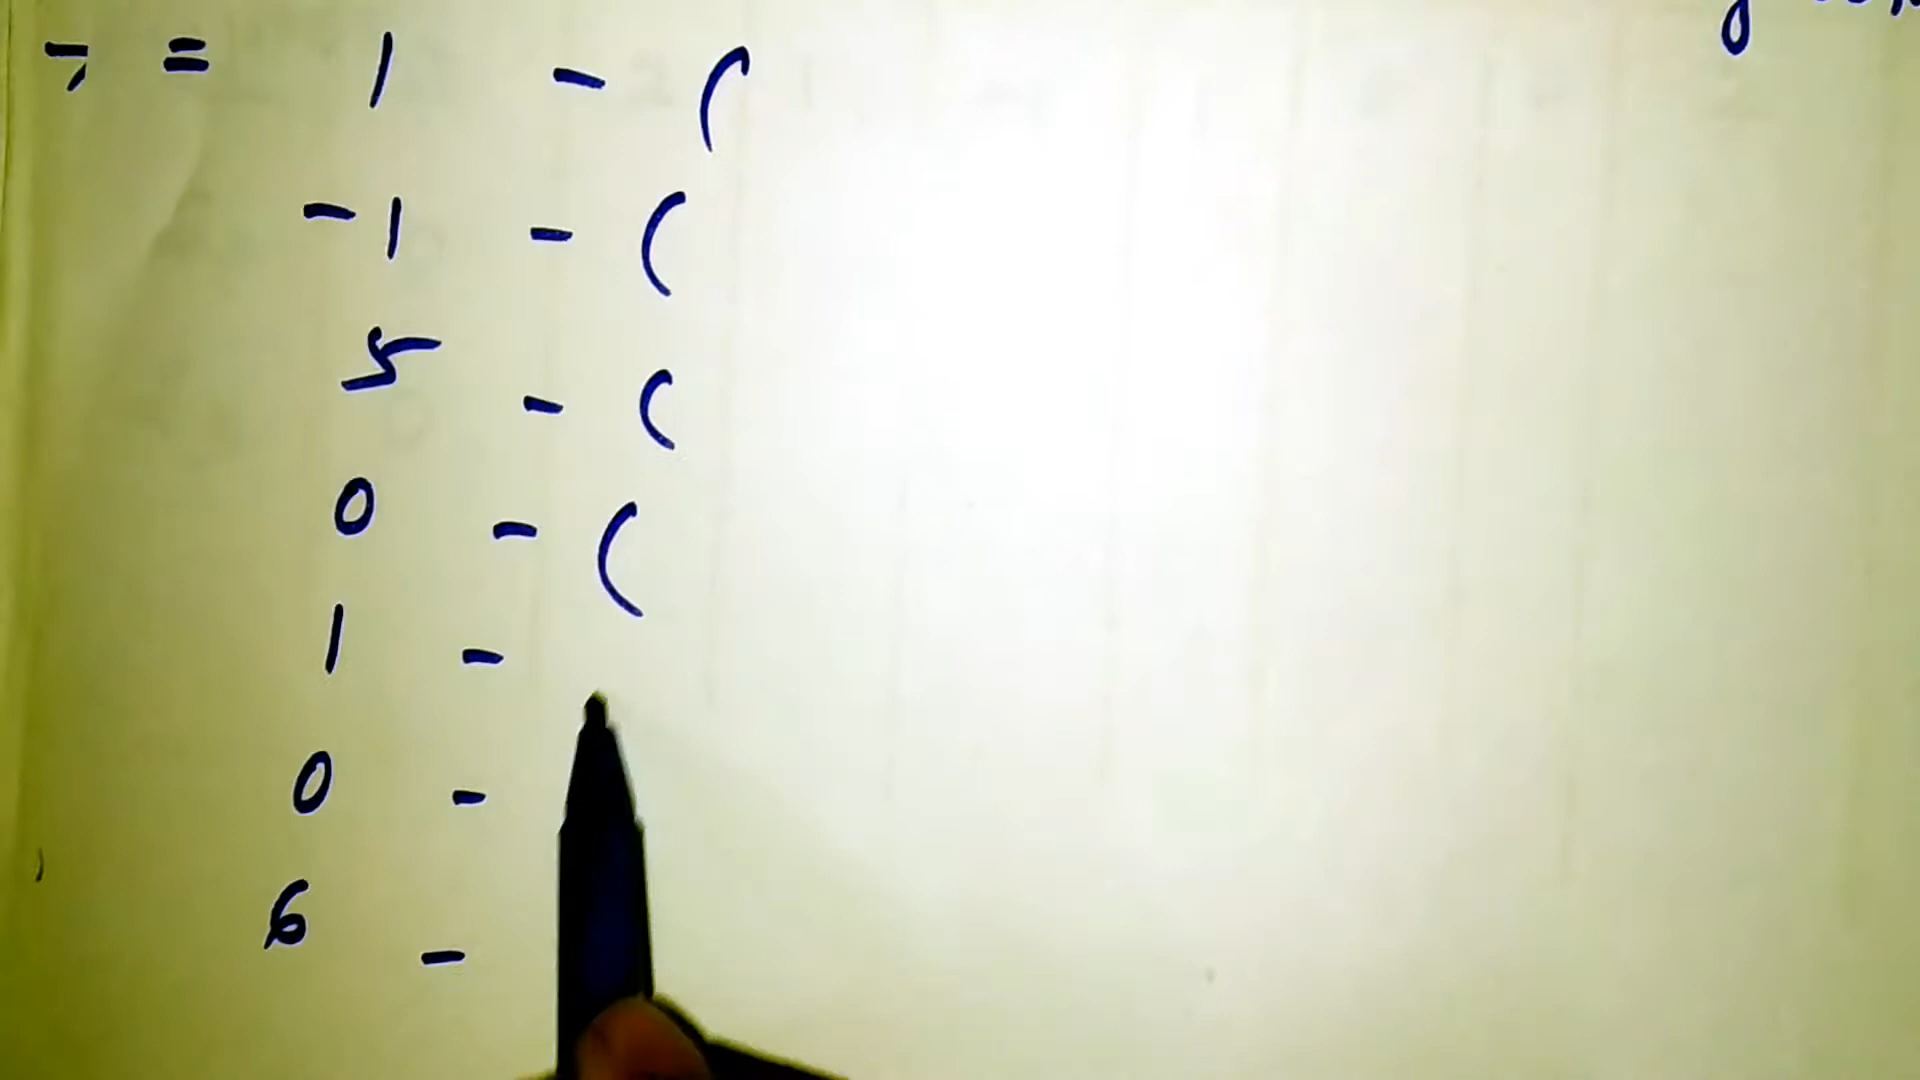 7 = 1 - (
-1 - (
5 - (
0 - (
1 -
0 -
6 -